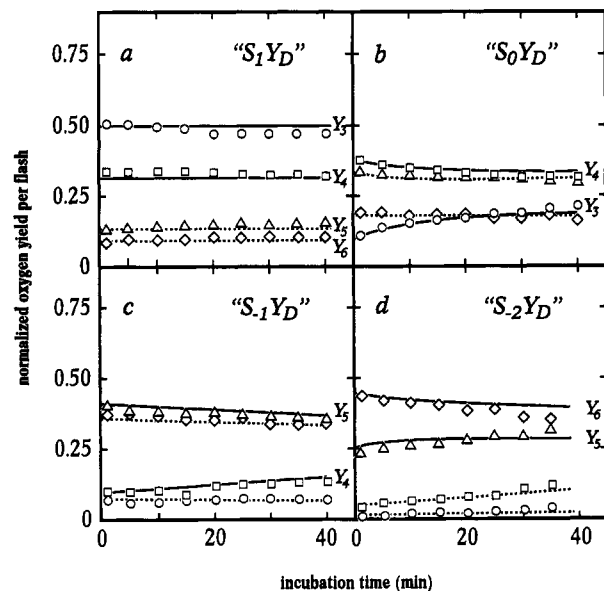 normalized oxygen yield per flash
0.75
0.50
0.25
0
a "S1YD"
Y3
Y4
Y5
Y6
b "S0YD"
Y4
Y3
0.75
0.50
0.25
0
c "S-1YD"
Y5
Y4
d "S-2YD"
Y6
Y5
0 20 40
0 20 40
incubation time (min)